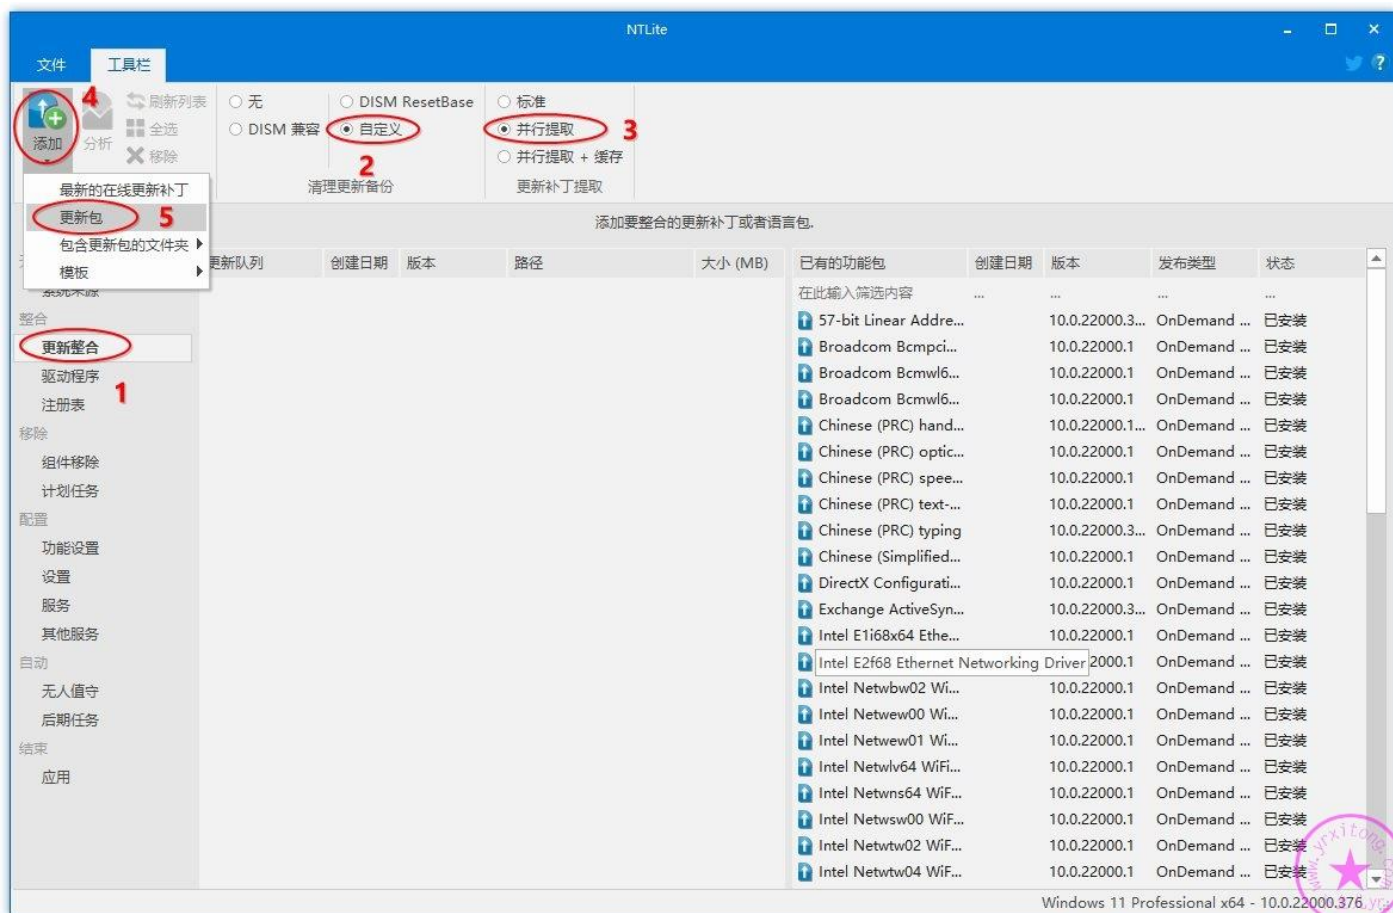 NTLite
文件 工具栏
4 刷新列表 无 DISM ResetBase 标准
添加 分析 全选 DISM 兼容 自定义 并行提取 3
移除 2 并行提取 + 缓存
清理更新备份 更新补丁提取
最新的在线更新补丁
更新包 5
包含更新包的文件夹
模板
添加要整合的更新补丁或者语言包.
更新队列 创建日期 版本 路径 大小 (MB) 已有的功能包 创建日期 版本 发布类型 状态
在此输入筛选内容 ... ... ... ...
系统来源
整合
更新整合
驱动程序
1
注册表
移除
组件移除
计划任务
配置
功能设置
设置
服务
其他服务
自动
无人值守
后期任务
结束
应用
57-bit Linear Addre... 10.0.22000.3... OnDemand ... 已安装
Broadcom Bcmpci... 10.0.22000.1 OnDemand ... 已安装
Broadcom Bcmwl6... 10.0.22000.1 OnDemand ... 已安装
Broadcom Bcmwl6... 10.0.22000.1 OnDemand ... 已安装
Chinese (PRC) hand... 10.0.22000.1... OnDemand ... 已安装
Chinese (PRC) optic... 10.0.22000.1 OnDemand ... 已安装
Chinese (PRC) spee... 10.0.22000.1 OnDemand ... 已安装
Chinese (PRC) text-... 10.0.22000.1 OnDemand ... 已安装
Chinese (PRC) typing 10.0.22000.3... OnDemand ... 已安装
Chinese (Simplified... 10.0.22000.1 OnDemand ... 已安装
DirectX Configurati... 10.0.22000.1 OnDemand ... 已安装
Exchange ActiveSyn... 10.0.22000.3... OnDemand ... 已安装
Intel E1i68x64 Ethe... 10.0.22000.1 OnDemand ... 已安装
Intel E2f68 Ethernet Networking Driver 2000.1 OnDemand ... 已安装
Intel Netwbw02 Wi... 10.0.22000.1 OnDemand ... 已安装
Intel Netwew00 Wi... 10.0.22000.1 OnDemand ... 已安装
Intel Netwew01 Wi... 10.0.22000.1 OnDemand ... 已安装
Intel Netwlv64 WiFi... 10.0.22000.1 OnDemand ... 已安装
Intel Netwns64 WiF... 10.0.22000.1 OnDemand ... 已安装
Intel Netwsw00 WiF... 10.0.22000.1 OnDemand ... 已安装
Intel Netwtw02 WiF... 10.0.22000.1 OnDemand ... 已安装
Intel Netwtw04 WiF... 10.0.22000.1 OnDemand ... 已安装
Windows 11 Professional x64 - 10.0.22000.376
www.yrxitong.com